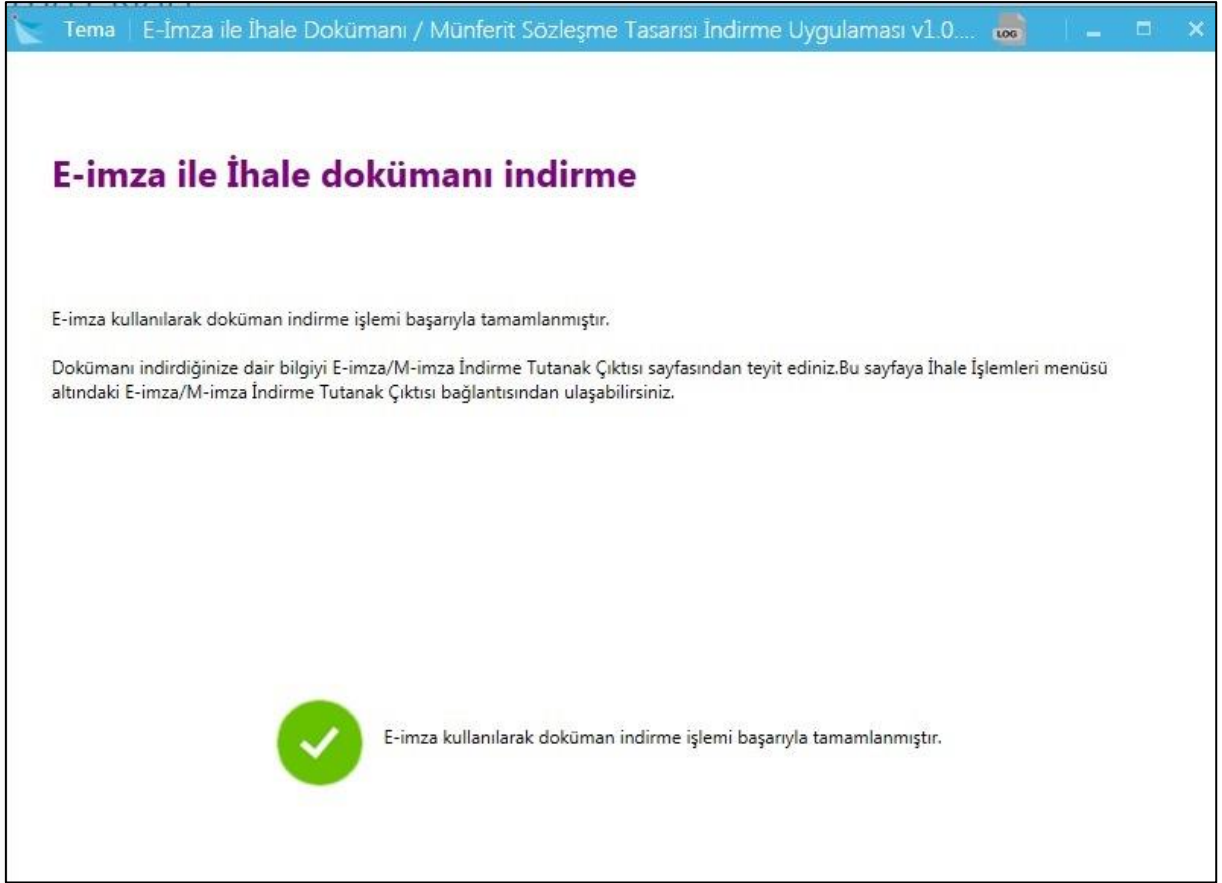 Tema E-İmza ile İhale Dokümanı / Münferit Sözleşme Tasarısı İndirme Uygulaması v1.0.... LOG
E-imza ile İhale dokümanı indirme
E-imza kullanılarak doküman indirme işlemi başarıyla tamamlanmıştır.
Dokümanı indirdiğinize dair bilgiyi E-imza/M-imza İndirme Tutanak Çıktısı sayfasından teyit ediniz.Bu sayfaya İhale İşlemleri menüsü
altındaki E-imza/M-imza İndirme Tutanak Çıktısı bağlantısından ulaşabilirsiniz.
E-imza kullanılarak doküman indirme işlemi başarıyla tamamlanmıştır.